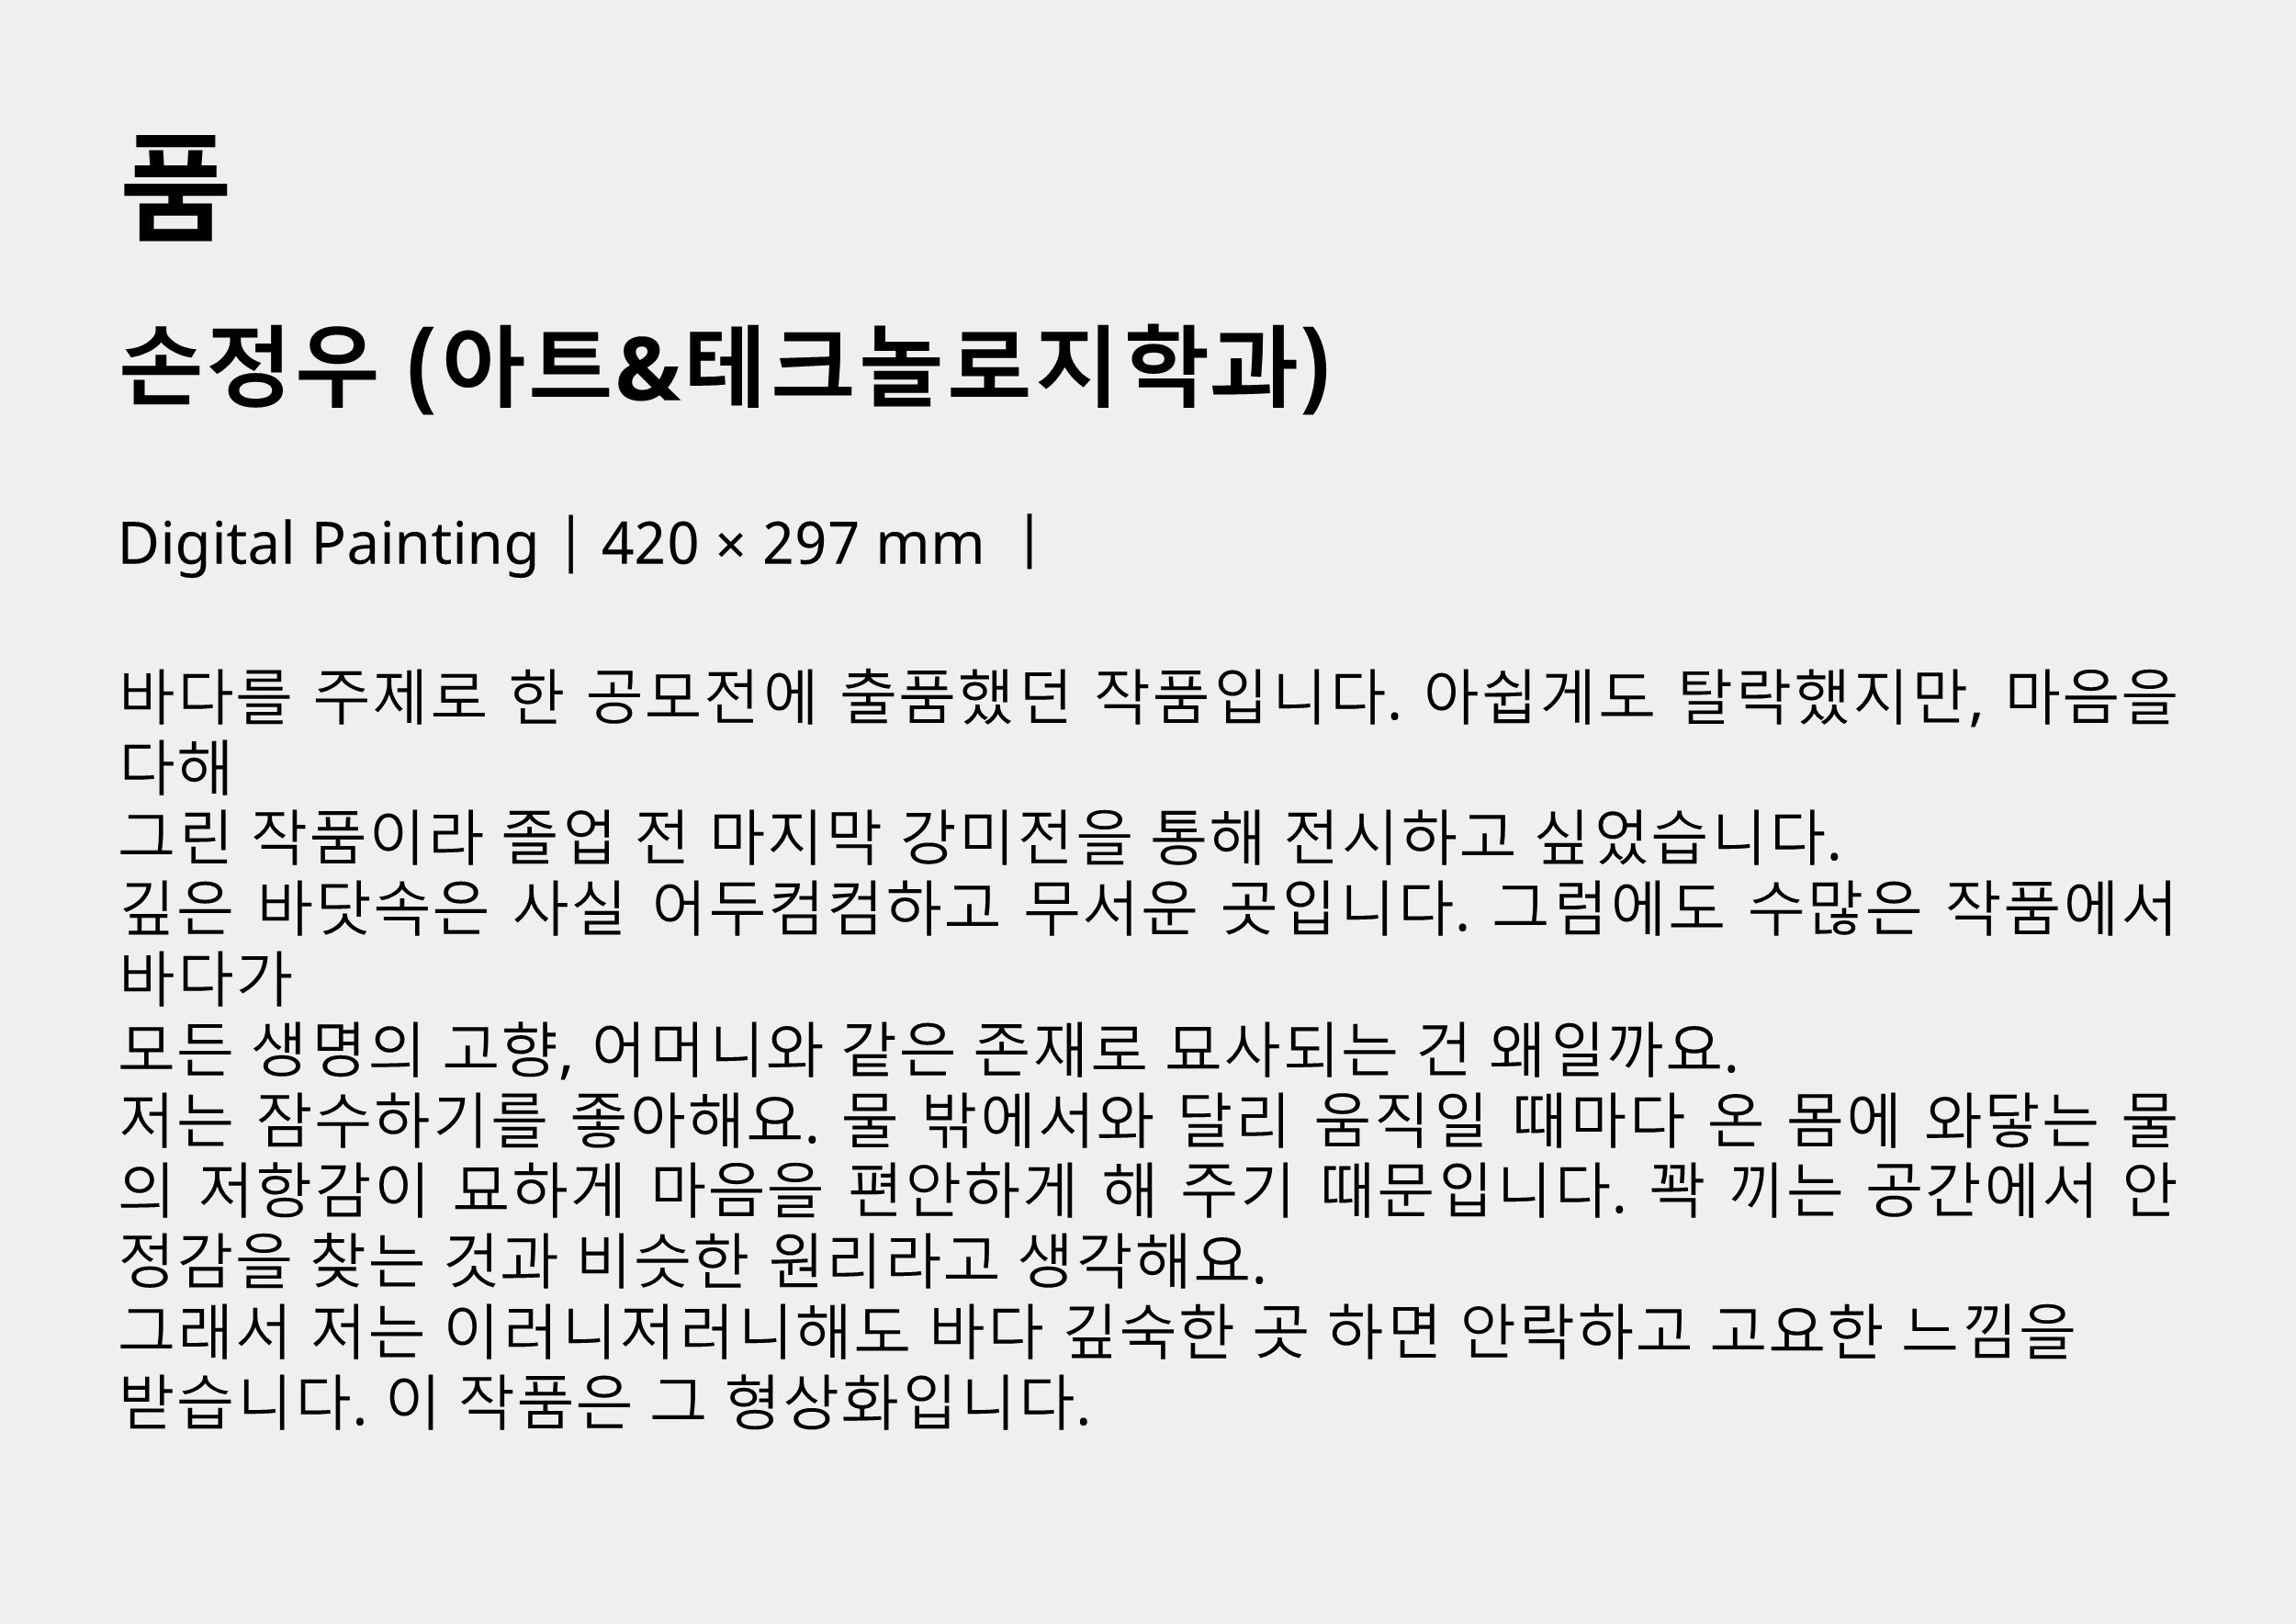 품
손정우 (아트&테크놀로지학과)
Digital Painting | 420 × 297 mm |
바다를 주제로 한 공모전에 출품했던 작품입니다. 아쉽게도 탈락했지만, 마음을
다해
그린 작품이라 졸업 전 마지막 강미전을 통해 전시하고 싶었습니다.
깊은 바닷속은 사실 어두컴컴하고 무서운 곳입니다. 그럼에도 수많은 작품에서
바다가
모든 생명의 고향, 어머니와 같은 존재로 묘사되는 건 왜일까요.
저는 잠수하기를 좋아해요. 물 밖에서와 달리 움직일 때마다 온 몸에 와닿는 물
의 저항감이 묘하게 마음을 편안하게 해 주기 때문입니다. 꽉 끼는 공간에서 안
정감을 찾는 것과 비슷한 원리라고 생각해요.
그래서 저는 이러니저러니해도 바다 깊숙한 곳 하면 안락하고 고요한 느낌을
받습니다. 이 작품은 그 형상화입니다.